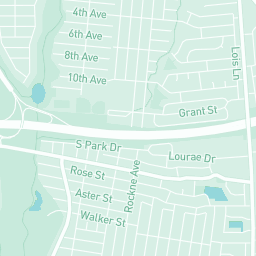 4th Ave
6th Ave
8th Ave
10th Ave
Lois Ln
Grant St
S Park Dr
Lourae Dr
Rose St
Rockne Ave
Aster St
Walker St